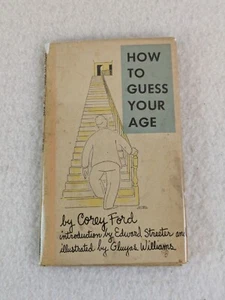 HOW
TO
GUESS
YOUR
AGE
by Corey Ford
introduction by Edward Streeter and
illustrated by Gluyas Williams